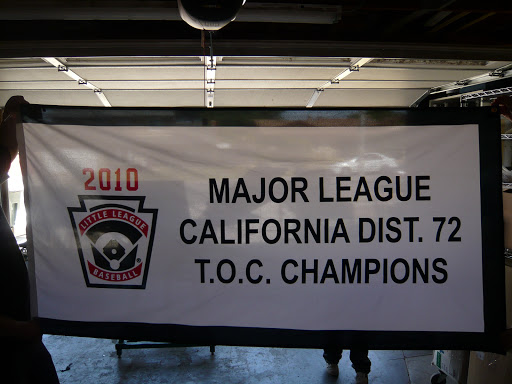 2010
LITTLE LEAGUE
BASEBALL
MAJOR LEAGUE
CALIFORNIA DIST. 72
T.O.C. CHAMPIONS